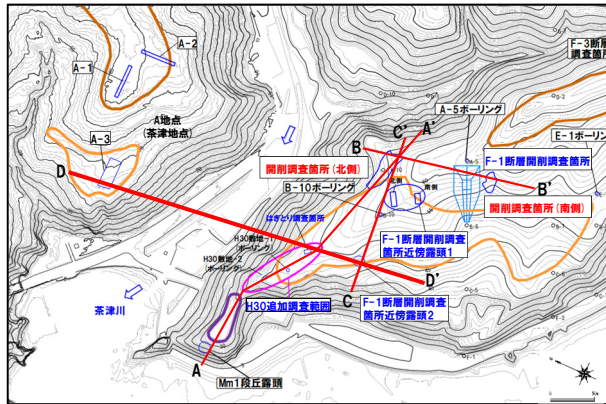 A-2
A-1
F-3断層
調査箇所
A地点
(茶津地点)
A-5ボーリング
C'
A'
E-1ボーリング
A-3
B
D
開削調査箇所(北側)
F-1断層開削調査箇所
北側
南側
B'
B-10ボーリング
開削調査箇所(南側)
はぎとり調査箇所
H30敷地-1
(ボーリング)
H30敷地-2
(ボーリング)
F-1断層開削調査
箇所近傍露頭1
D'
C
茶津川
H30追加調査範囲
F-1断層開削調査
箇所近傍露頭2
A
Mm1段丘露頭